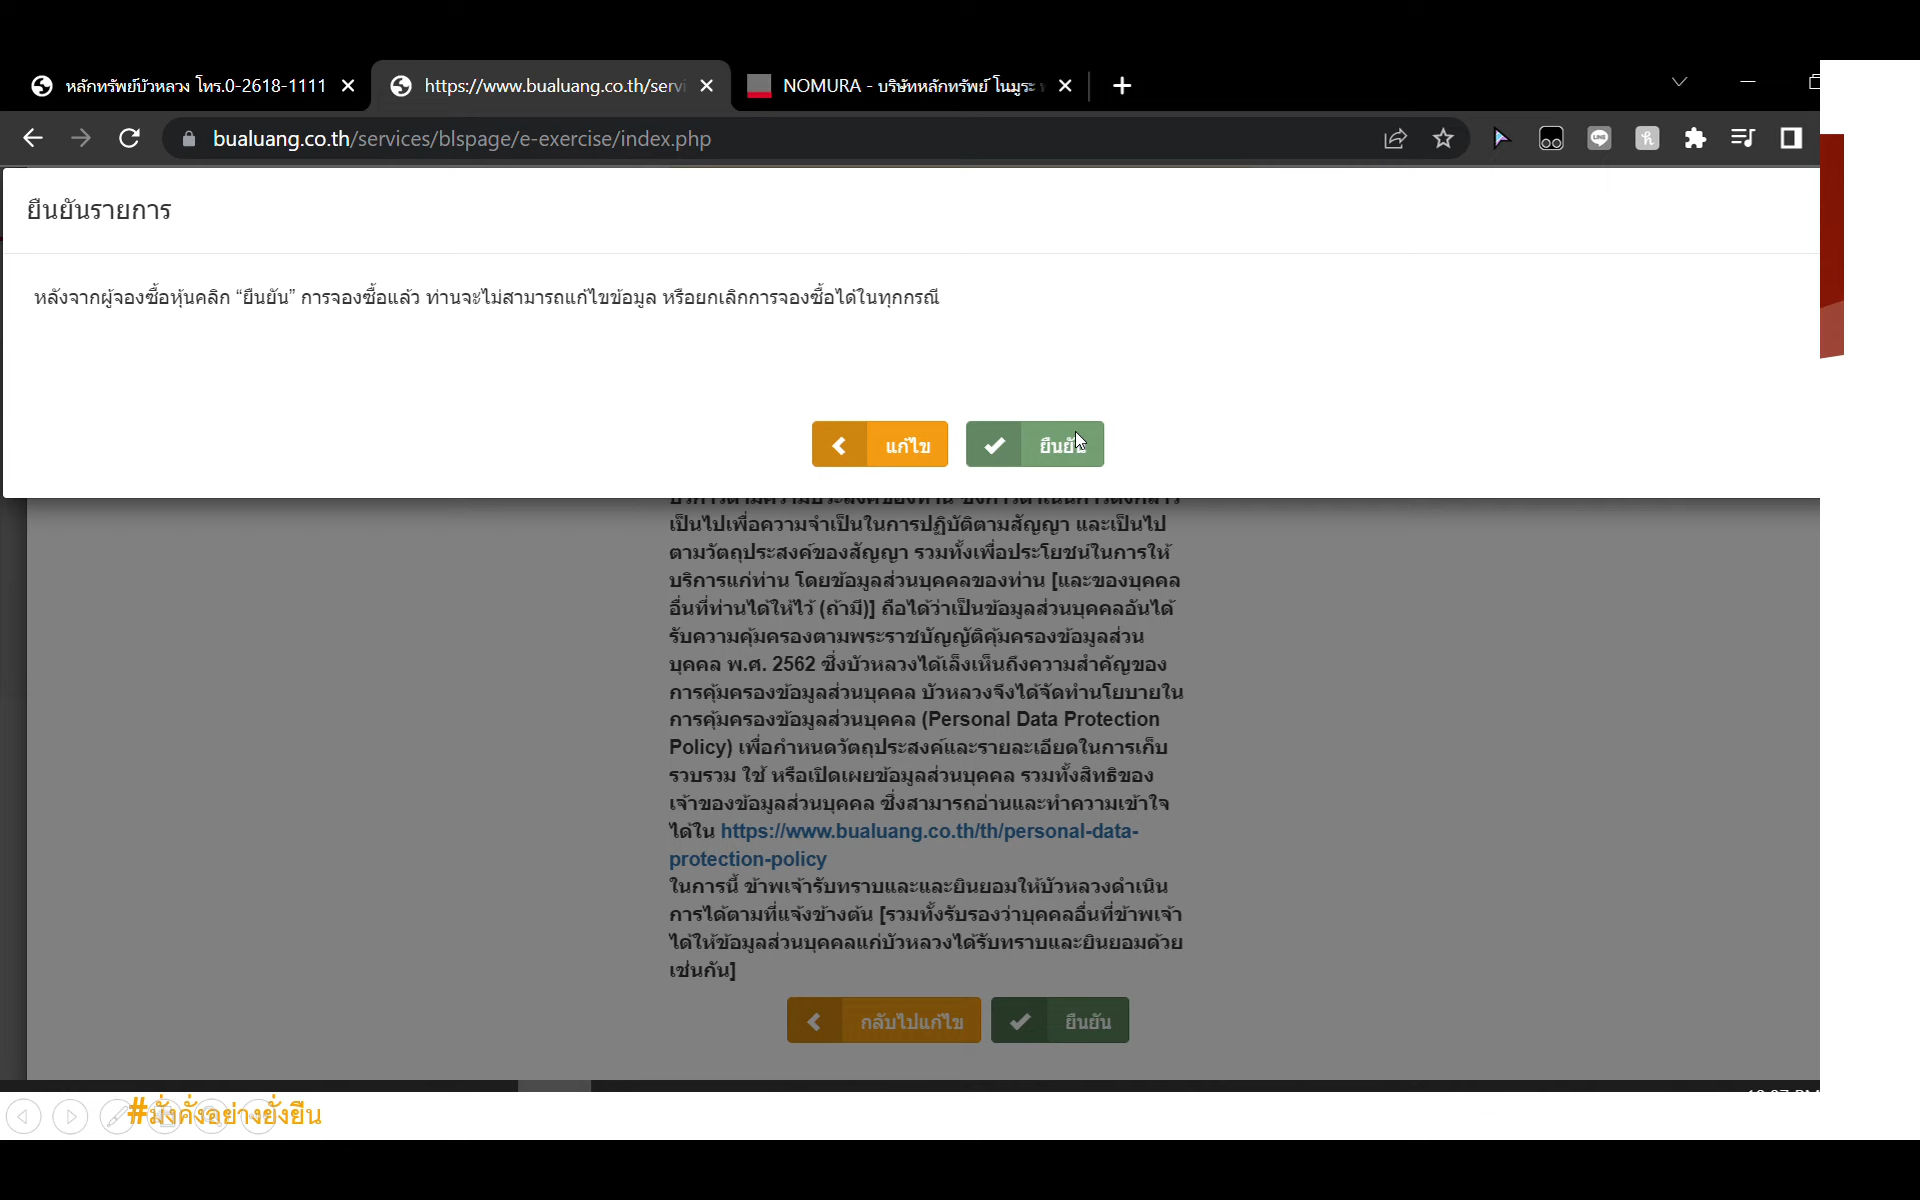 หลักทรัพย์บัวหลวง โทร.0-2618-1111
https://www.bualuang.co.th/servi
NOMURA - บริษัทหลักทรัพย์ โนมูระ
bualuang.co.th/services/blspage/e-exercise/index.php
ยืนยันรายการ
หลังจากผู้จองซื้อหุ้นคลิก “ยืนยัน” การจองซื้อแล้ว ท่านจะไม่สามารถแก้ไขข้อมูล หรือยกเลิกการจองซื้อได้ในทุกกรณี
แก้ไข
ยืนยัน
เป็นไปเพื่อความจำเป็นในการปฏิบัติตามสัญญา และเป็นไป
ตามวัตถุประสงค์ของสัญญา รวมทั้งเพื่อประโยชน์ในการให้
บริการแก่ท่าน โดยข้อมูลส่วนบุคคลของท่าน [และของบุคคล
อื่นที่ท่านได้ให้ไว้ (ถ้ามี)] ถือได้ว่าเป็นข้อมูลส่วนบุคคลอันได้
รับความคุ้มครองตามพระราชบัญญัติคุ้มครองข้อมูลส่วน
บุคคล พ.ศ. 2562 ซึ่งบัวหลวงได้เล็งเห็นถึงความสำคัญของ
การคุ้มครองข้อมูลส่วนบุคคล บัวหลวงจึงได้จัดทำนโยบายใน
การคุ้มครองข้อมูลส่วนบุคคล (Personal Data Protection
Policy) เพื่อกำหนดวัตถุประสงค์และรายละเอียดในการเก็บ
รวบรวม ใช้ หรือเปิดเผยข้อมูลส่วนบุคคล รวมทั้งสิทธิของ
เจ้าของข้อมูลส่วนบุคคล ซึ่งสามารถอ่านและทำความเข้าใจ
ได้ใน https://www.bualuang.co.th/th/personal-data-
protection-policy
ในการนี้ ข้าพเจ้ารับทราบและและยินยอมให้บัวหลวงดำเนิน
การได้ตามที่แจ้งข้างต้น [รวมทั้งรับรองว่าบุคคลอื่นที่ข้าพเจ้า
ได้ให้ข้อมูลส่วนบุคคลแก่บัวหลวงได้รับทราบและยินยอมด้วย
เช่นกัน]
กลับไปแก้ไข
ยืนยัน
#มั่งคั่งอย่างยั่งยืน